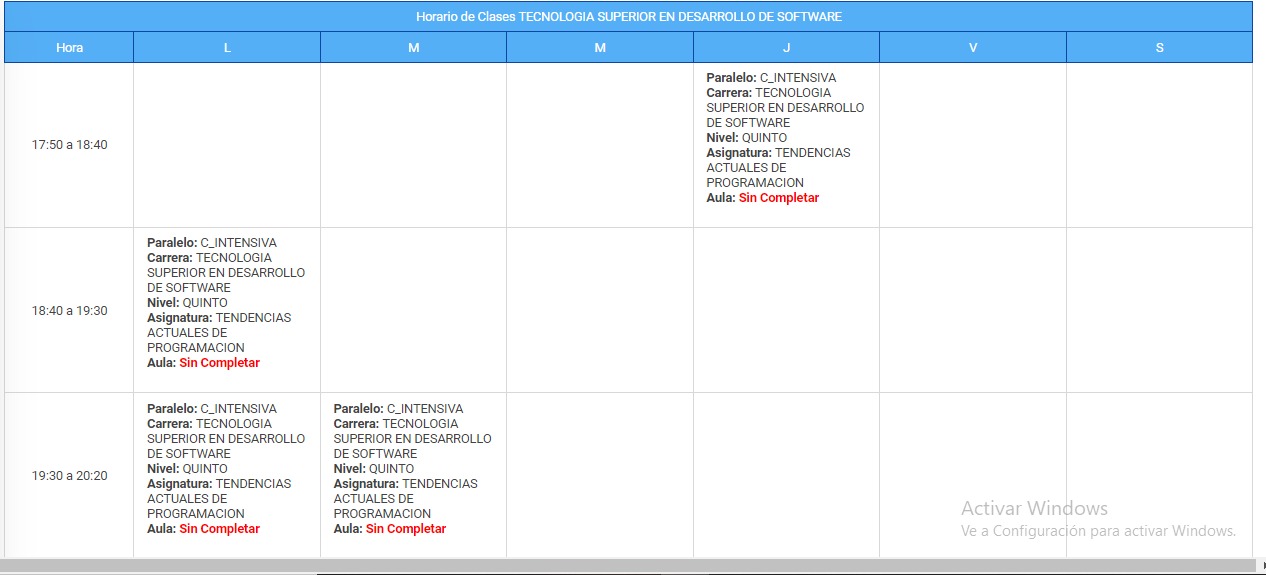 Horario de Clases TECNOLOGIA SUPERIOR EN DESARROLLO DE SOFTWARE
Hora L M M J V S
17:50 a 18:40
Paralelo: C_INTENSIVA
Carrera: TECNOLOGIA
SUPERIOR EN DESARROLLO
DE SOFTWARE
Nivel: QUINTO
Asignatura: TENDENCIAS
ACTUALES DE
PROGRAMACION
Aula: Sin Completar
18:40 a 19:30
Paralelo: C_INTENSIVA
Carrera: TECNOLOGIA
SUPERIOR EN DESARROLLO
DE SOFTWARE
Nivel: QUINTO
Asignatura: TENDENCIAS
ACTUALES DE
PROGRAMACION
Aula: Sin Completar
19:30 a 20:20
Paralelo: C_INTENSIVA
Carrera: TECNOLOGIA
SUPERIOR EN DESARROLLO
DE SOFTWARE
Nivel: QUINTO
Asignatura: TENDENCIAS
ACTUALES DE
PROGRAMACION
Aula: Sin Completar
Paralelo: C_INTENSIVA
Carrera: TECNOLOGIA
SUPERIOR EN DESARROLLO
DE SOFTWARE
Nivel: QUINTO
Asignatura: TENDENCIAS
ACTUALES DE
PROGRAMACION
Aula: Sin Completar
Activar Windows
Ve a Configuración para activar Windows.